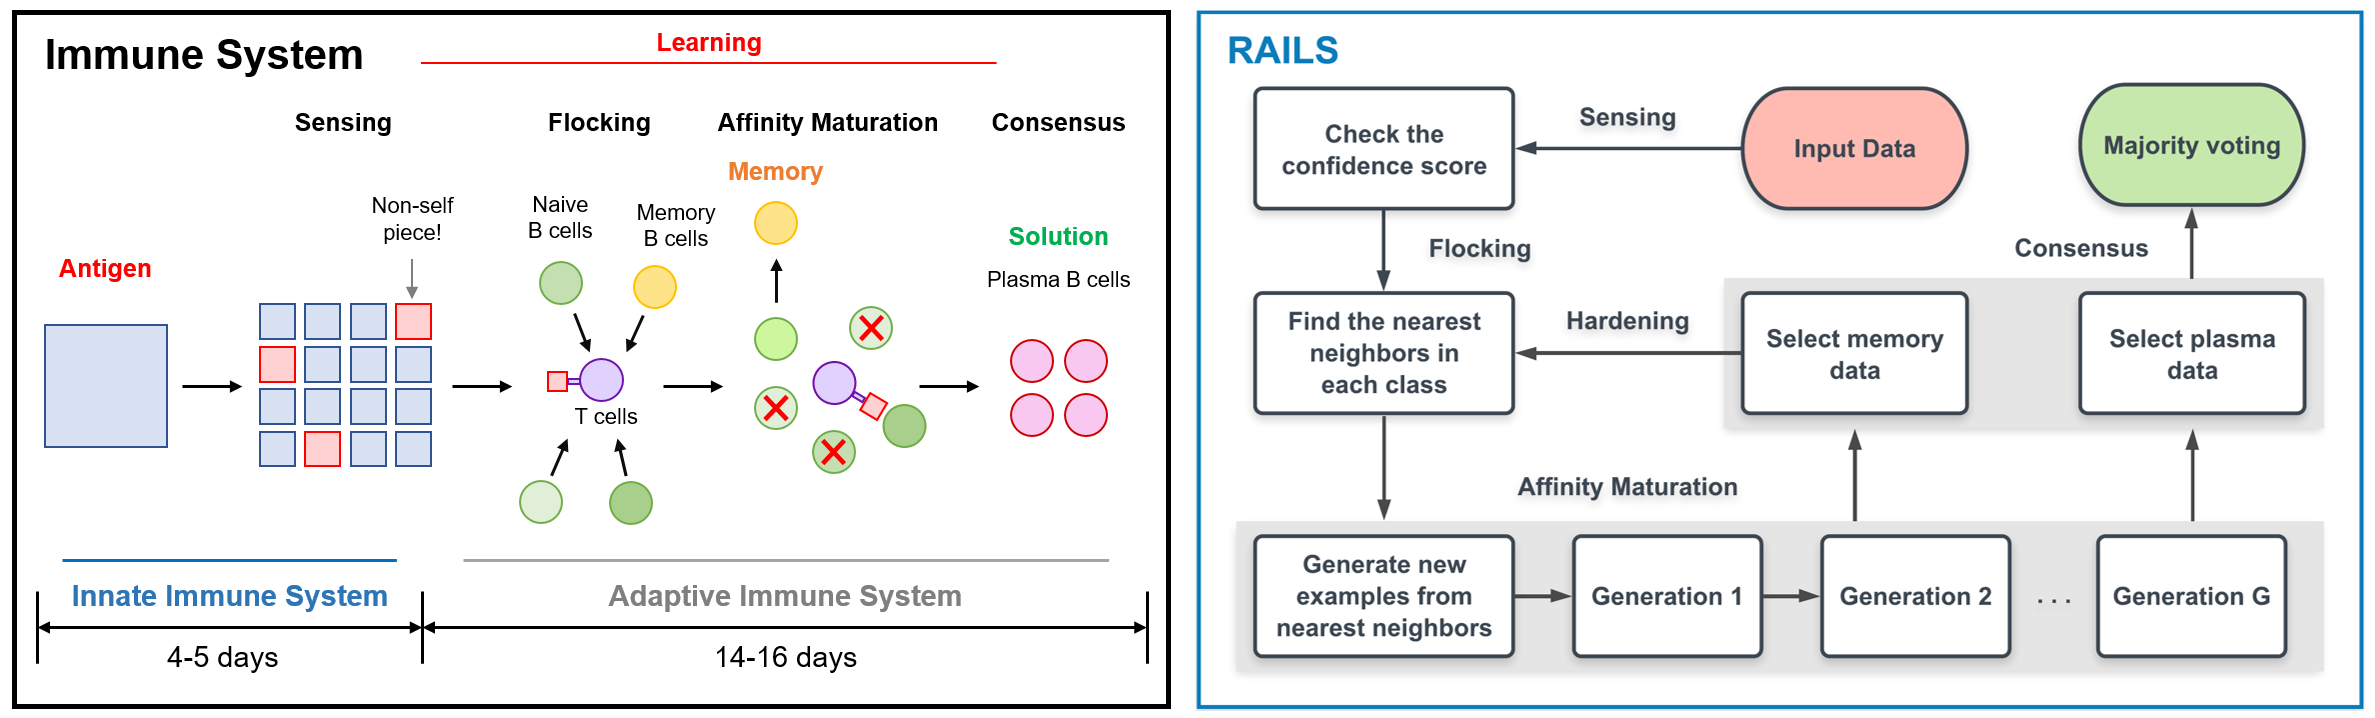 Immune System
Learning
Sensing
Flocking
Affinity Maturation
Consensus
Memory
Non-self
piece!
Naive
B cells
Memory
B cells
Antigen
Solution
Plasma B cells
T cells
Innate Immune System
Adaptive Immune System
4-5 days
14-16 days
RAILS
Check the
confidence score
Sensing
Input Data
Majority voting
Flocking
Consensus
Find the nearest
neighbors in
each class
Hardening
Select memory
data
Select plasma
data
Affinity Maturation
Generate new
examples from
nearest neighbors
Generation 1
Generation 2
. . .
Generation G